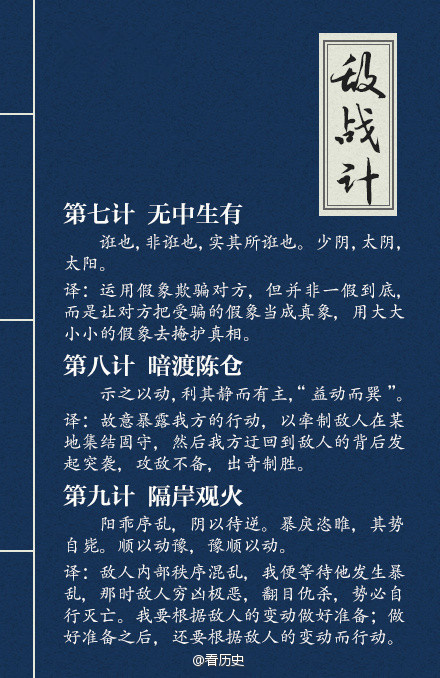 敌战计
第七计 无中生有
诳也,非诳也,实其所诳也。少阴,太阴,
太阳。
译：运用假象欺骗对方，但并非一假到底，
而是让对方把受骗的假象当成真象，用大大
小小的假象去掩护真相。
第八计 暗渡陈仓
示之以动,利其静而有主,“益动而巽”。
译：故意暴露我方的行动，以牵制敌人在某
地集结固守，然后我方迂回到敌人的背后发
起突袭，攻敌不备，出奇制胜。
第九计 隔岸观火
阳乖序乱，阴以待逆。暴戾恣睢，其势
自毙。顺以动豫，豫顺以动。
译：敌人内部秩序混乱，我便等待他发生暴
乱，那时敌人穷凶极恶，翻目仇杀，势必自
行灭亡。我要根据敌人的变动做好准备；做
好准备之后，还要根据敌人的变动而行动。
@看历史